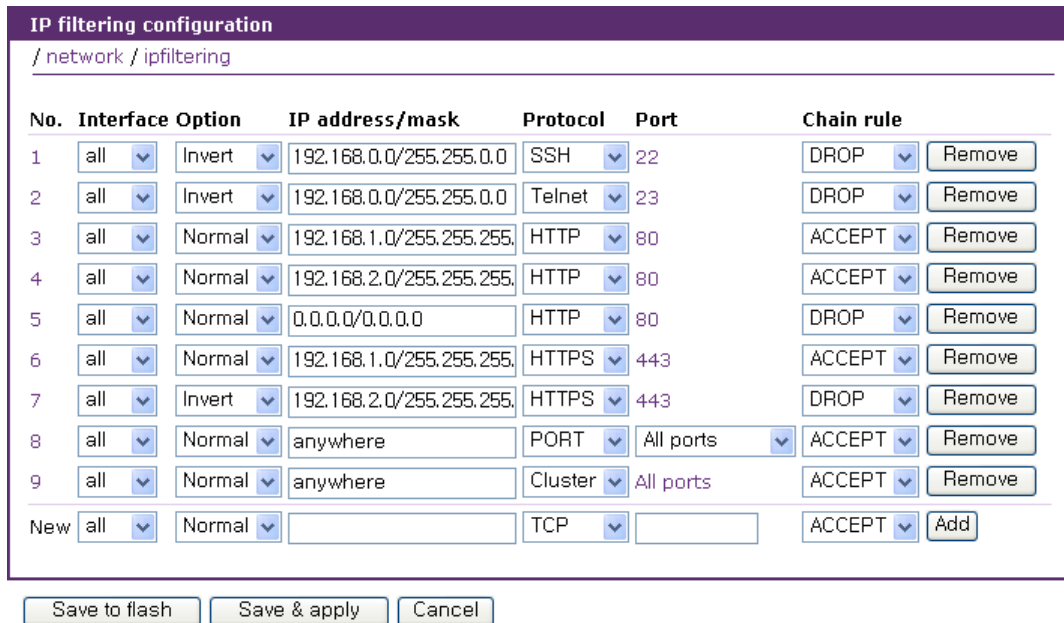 IP filtering configuration
/ network / ipfiltering
No. Interface Option IP address/mask Protocol Port Chain rule
1 all Invert 192.168.0.0/255.255.0.0 SSH 22 DROP Remove
2 all Invert 192.168.0.0/255.255.0.0 Telnet 23 DROP Remove
3 all Normal 192.168.1.0/255.255.255. HTTP 80 ACCEPT Remove
4 all Normal 192.168.2.0/255.255.255. HTTP 80 ACCEPT Remove
5 all Normal 0.0.0.0/0.0.0.0 HTTP 80 DROP Remove
6 all Normal 192.168.1.0/255.255.255. HTTPS 443 ACCEPT Remove
7 all Invert 192.168.2.0/255.255.255. HTTPS 443 DROP Remove
8 all Normal anywhere PORT All ports ACCEPT Remove
9 all Normal anywhere Cluster All ports ACCEPT Remove
New all Normal TCP ACCEPT Add
Save to flash Save & apply Cancel